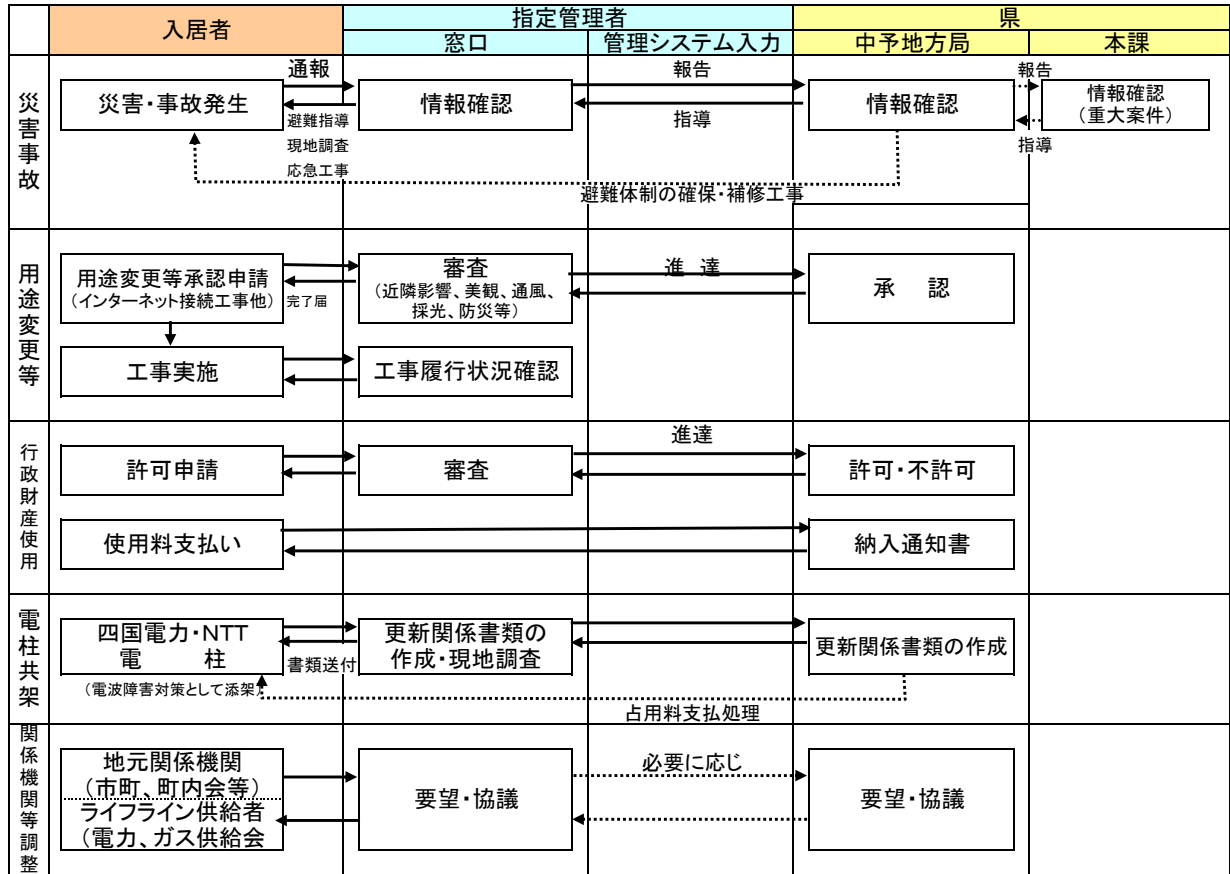 入居者
指定管理者
県
窓口
管理システム入力
中予地方局
本課
災害事故
通報
報告
報告
災害・事故発生
情報確認
情報確認
情報確認
（重大案件）
避難指導
現地調査
応急工事
指導
指導
避難体制の確保・補修工事
用途変更等
用途変更等承認申請
（インターネット接続工事他）
完了届
審査
（近隣影響、美観、通風、
採光、防災等）
進 達
承 認
工事実施
工事履行状況確認
行政財産使用
進達
許可申請
審査
許可・不許可
使用料支払い
納入通知書
電柱共架
四国電力・NTT
電 柱
（電波障害対策として添架）
書類送付
更新関係書類の
作成・現地調査
更新関係書類の作成
占用料支払処理
関係機関等調整
地元関係機関
（市町、町内会等）
ライフライン供給者
（電力、ガス供給会
要望・協議
必要に応じ
要望・協議